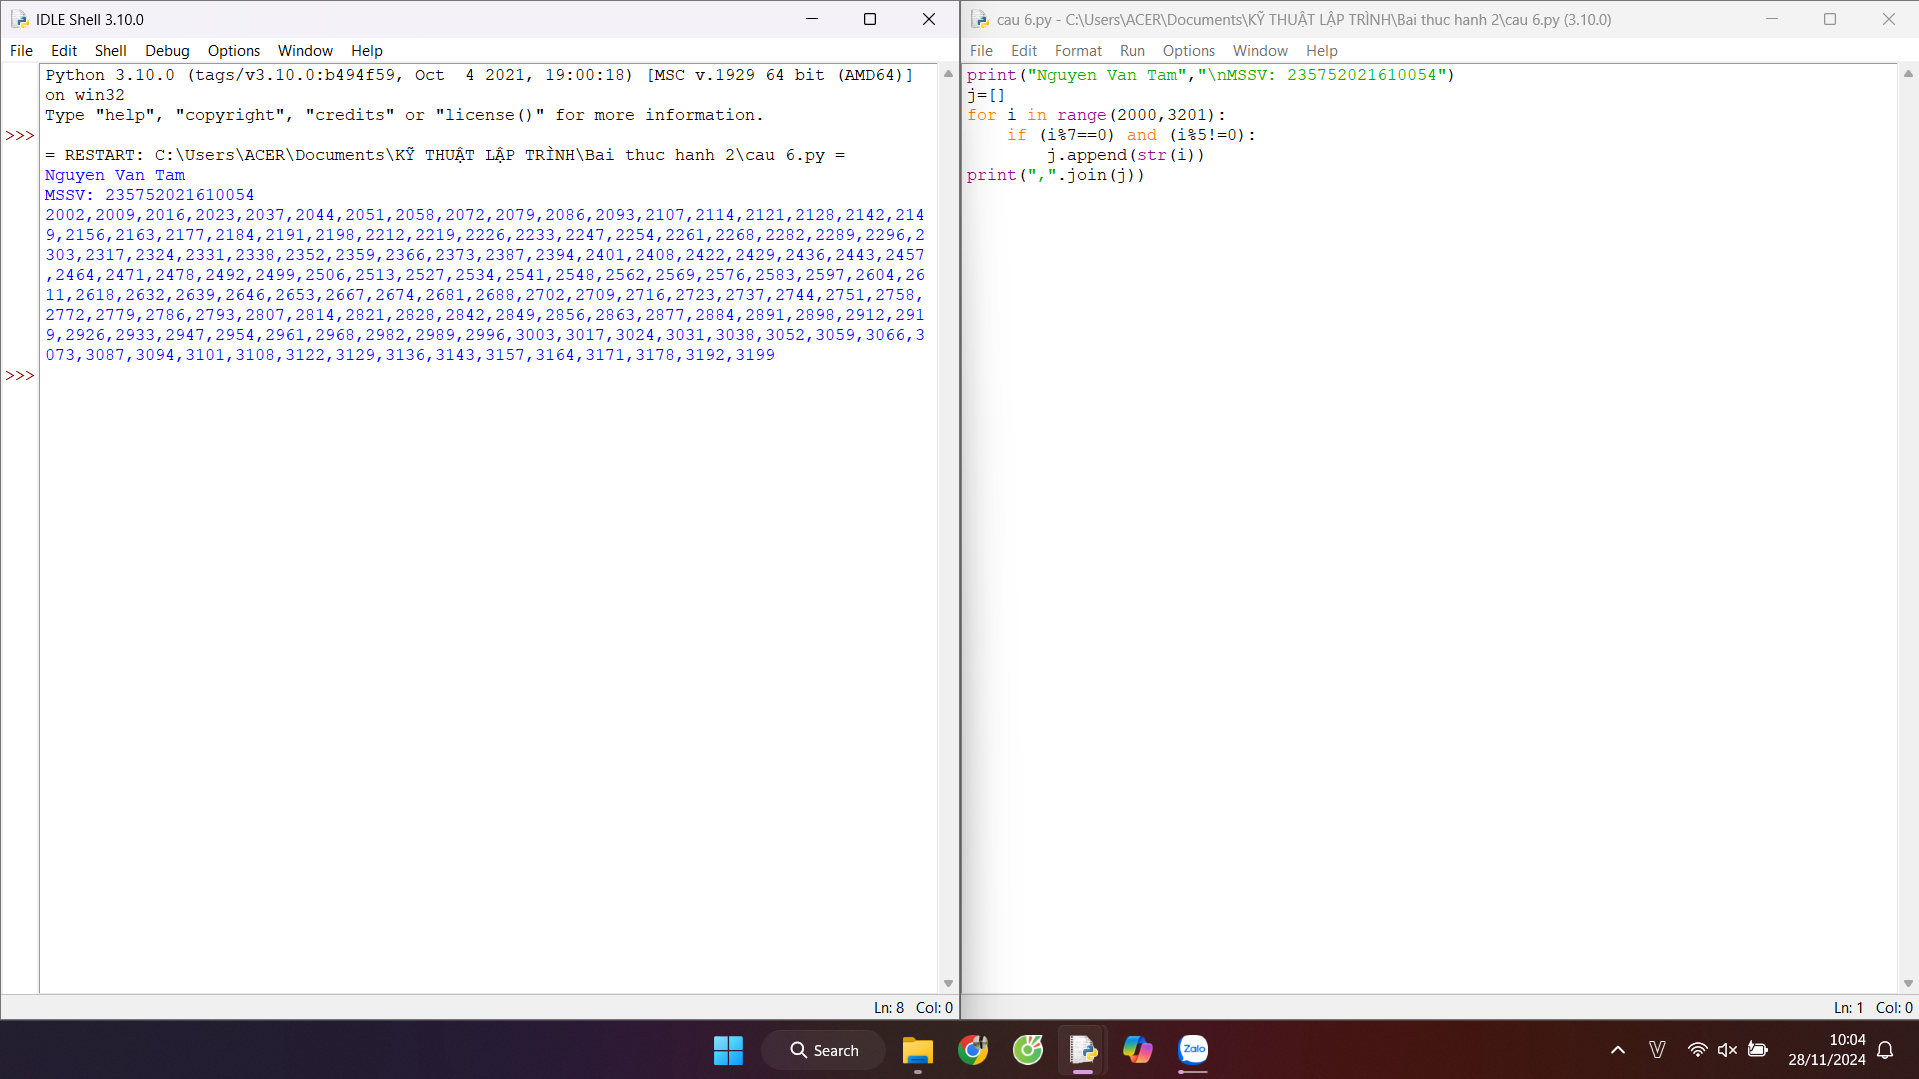 IDLE Shell 3.10.0
File Edit Shell Debug Options Window Help
Python 3.10.0 (tags/v3.10.0:b494f59, Oct  4 2021, 19:00:18) [MSC v.1929 64 bit (AMD64)]
on win32
Type "help", "copyright", "credits" or "license()" for more information.
>>>
= RESTART: C:\Users\ACER\Documents\KỸ THUẬT LẬP TRÌNH\Bai thuc hanh 2\cau 6.py =
Nguyen Van Tam
MSSV: 235752021610054
2002,2009,2016,2023,2037,2044,2051,2058,2072,2079,2086,2093,2107,2114,2121,2128,2142,214
9,2156,2163,2177,2184,2191,2198,2212,2219,2226,2233,2247,2254,2261,2268,2282,2289,2296,2
303,2317,2324,2331,2338,2352,2359,2366,2373,2387,2394,2401,2408,2422,2429,2436,2443,2457
,2464,2471,2478,2492,2499,2506,2513,2527,2534,2541,2548,2562,2569,2576,2583,2597,2604,26
11,2618,2632,2639,2646,2653,2667,2674,2681,2688,2702,2709,2716,2723,2737,2744,2751,2758,
2772,2779,2786,2793,2807,2814,2821,2828,2842,2849,2856,2863,2877,2884,2891,2898,2912,291
9,2926,2933,2947,2954,2961,2968,2982,2989,2996,3003,3017,3024,3031,3038,3052,3059,3066,3
073,3087,3094,3101,3108,3122,3129,3136,3143,3157,3164,3171,3178,3192,3199
>>>
Ln: 8 Col: 0
cau 6.py - C:\Users\ACER\Documents\KỸ THUẬT LẬP TRÌNH\Bai thuc hanh 2\cau 6.py (3.10.0)
File Edit Format Run Options Window Help
print("Nguyen Van Tam","\nMSSV: 235752021610054")
j=[]
for i in range(2000,3201):
    if (i%7==0) and (i%5!=0):
        j.append(str(i))
print(",".join(j))
Ln: 1 Col: 0
Search
Zalo
V
10:04
28/11/2024